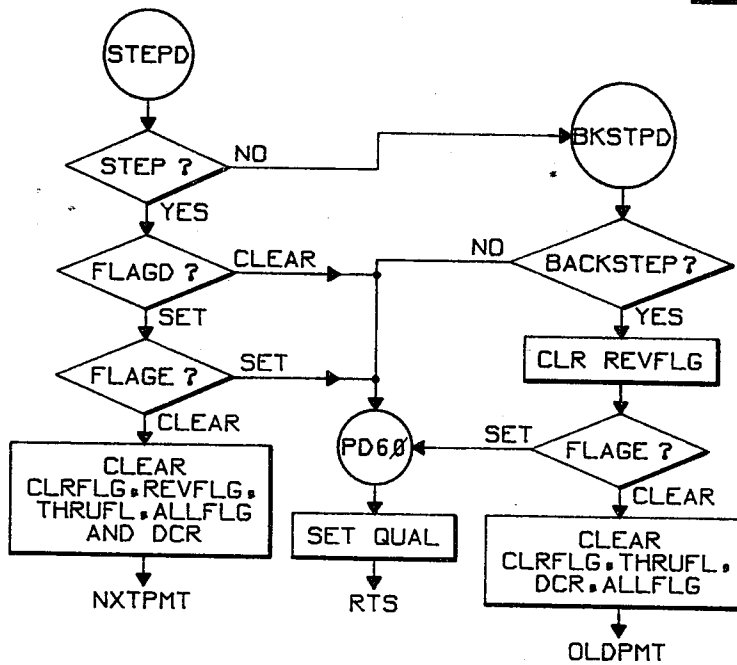 STEPD
STEP ?
NO
YES
FLAGD ?
CLEAR
SET
FLAGE ?
SET
CLEAR
CLEAR
CLRFLG, REVFLG,
THRUFL, ALLFLG
AND DCR
NXTPMT
BKSTPD
BACKSTEP ?
NO
YES
CLR REVFLG
FLAGE ?
SET
CLEAR
PD60
SET QUAL
RTS
CLEAR
CLRFLG, THRUFL,
DCR, ALLFLG
OLDPMT